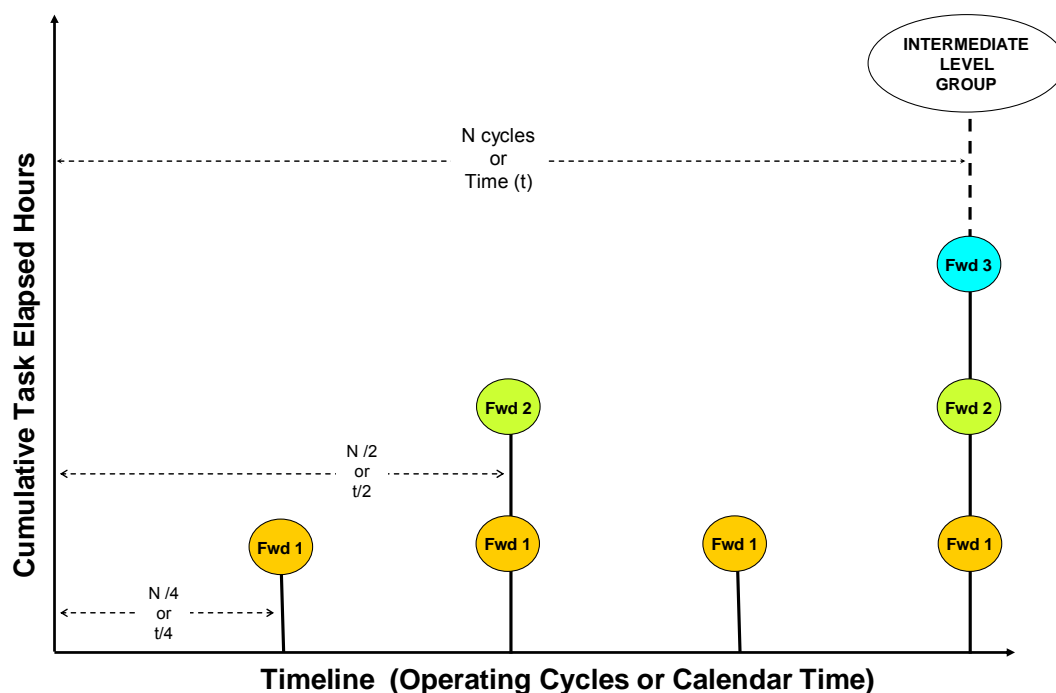 INTERMEDIATE
LEVEL
GROUP
N cycles
or
Time (t)
Fwd 3
Fwd 2
Fwd 2
N /2
or
t/2
Fwd 1
Fwd 1
Fwd 1
Fwd 1
N /4
or
t/4
Cumulative Task Elapsed Hours
Timeline (Operating Cycles or Calendar Time)